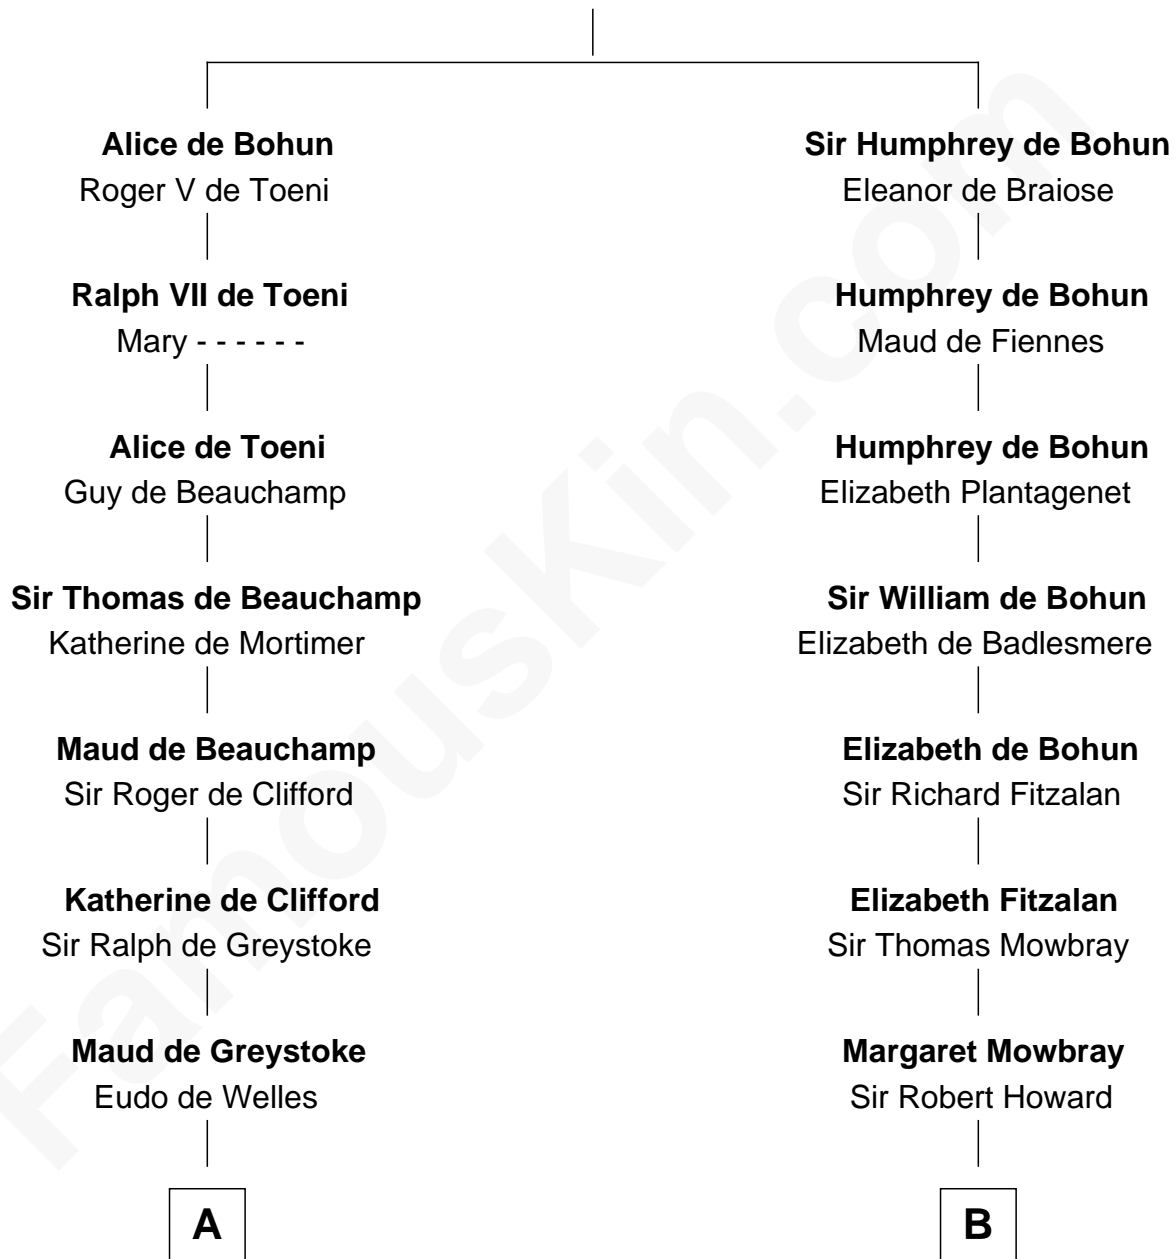 Alice de Bohun
Roger V de Toeni
Ralph VII de Toeni
Mary - - - - - -
Alice de Toeni
Guy de Beauchamp
Sir Thomas de Beauchamp
Katherine de Mortimer
Maud de Beauchamp
Sir Roger de Clifford
Katherine de Clifford
Sir Ralph de Greystoke
Maud de Greystoke
Eudo de Welles
A
Sir Humphrey de Bohun
Eleanor de Braiose
Humphrey de Bohun
Maud de Fiennes
Humphrey de Bohun
Elizabeth Plantagenet
Sir William de Bohun
Elizabeth de Badlesmere
Elizabeth de Bohun
Sir Richard Fitzalan
Elizabeth Fitzalan
Sir Thomas Mowbray
Margaret Mowbray
Sir Robert Howard
B
FamousKin.com